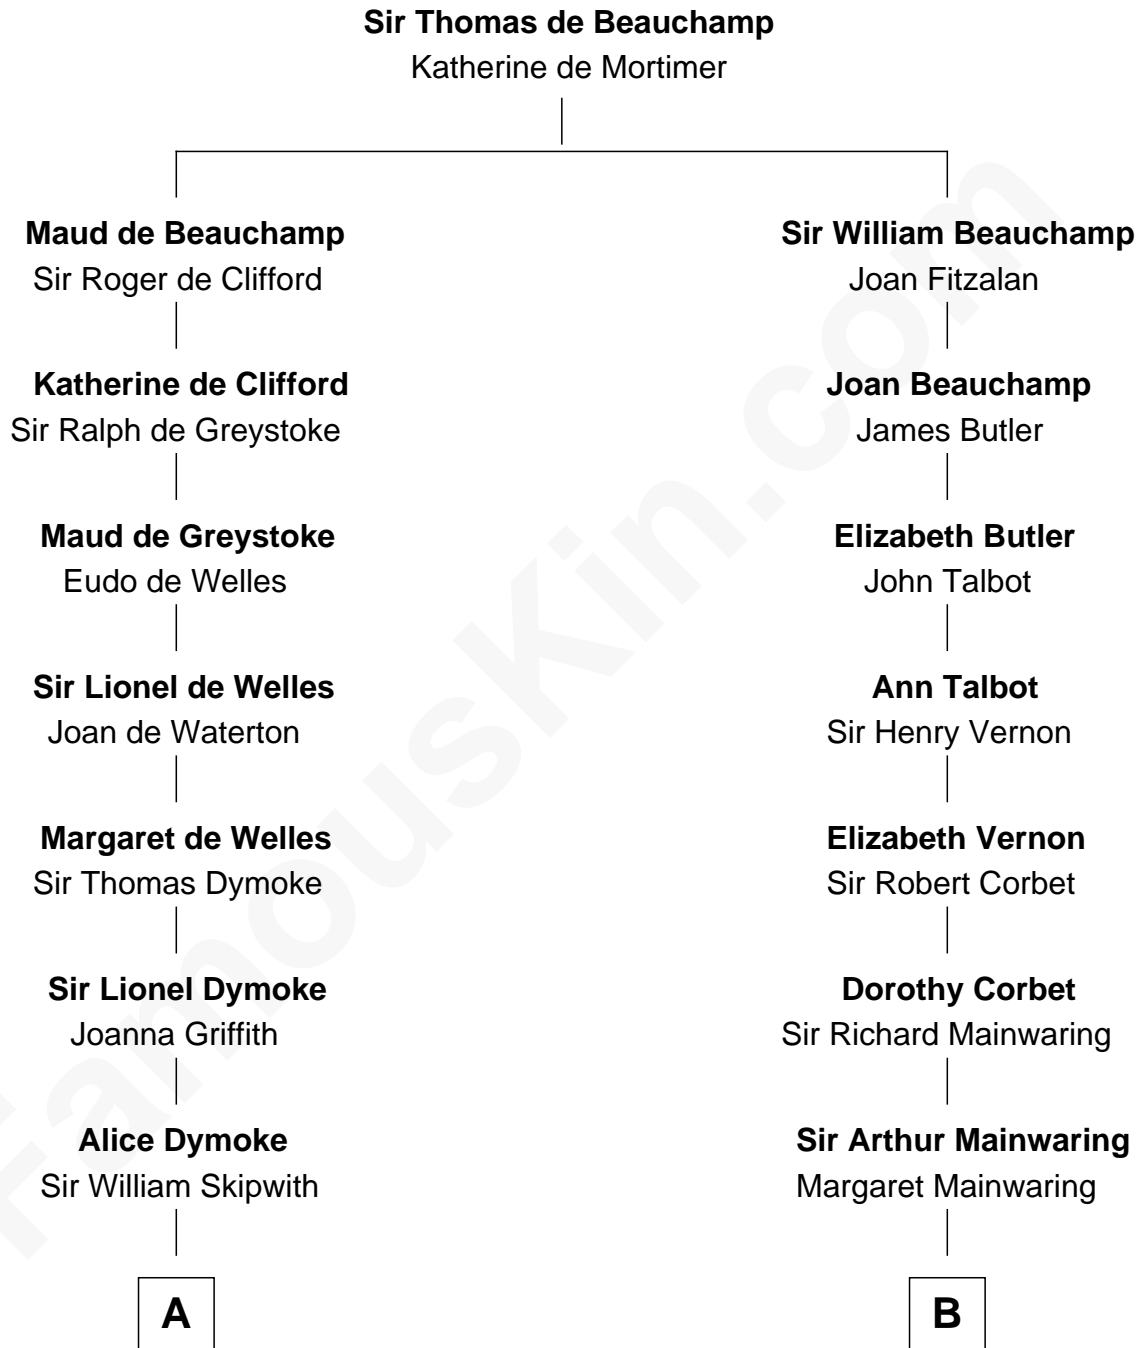 Sir Thomas de Beauchamp
Katherine de Mortimer
Maud de Beauchamp
Sir Roger de Clifford
Katherine de Clifford
Sir Ralph de Greystoke
Maud de Greystoke
Eudo de Welles
Sir Lionel de Welles
Joan de Waterton
Margaret de Welles
Sir Thomas Dymoke
Sir Lionel Dymoke
Joanna Griffith
Alice Dymoke
Sir William Skipwith
A
Sir William Beauchamp
Joan Fitzalan
Joan Beauchamp
James Butler
Elizabeth Butler
John Talbot
Ann Talbot
Sir Henry Vernon
Elizabeth Vernon
Sir Robert Corbet
Dorothy Corbet
Sir Richard Mainwaring
Sir Arthur Mainwaring
Margaret Mainwaring
B
FamousKin.com